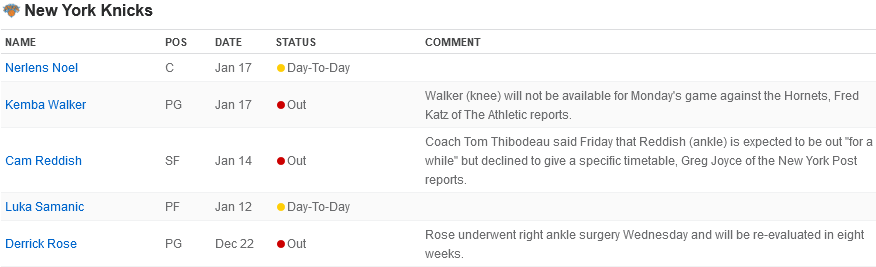 New York Knicks
NAME POS DATE STATUS COMMENT
Nerlens Noel C Jan 17 Day-To-Day
Kemba Walker PG Jan 17 Out Walker (knee) will not be available for Monday's game against the Hornets, Fred
Katz of The Athletic reports.
Cam Reddish SF Jan 14 Out Coach Tom Thibodeau said Friday that Reddish (ankle) is expected to be out "for a
while" but declined to give a specific timetable, Greg Joyce of the New York Post
reports.
Luka Samanic PF Jan 12 Day-To-Day
Derrick Rose PG Dec 22 Out Rose underwent right ankle surgery Wednesday and will be re-evaluated in eight
weeks.